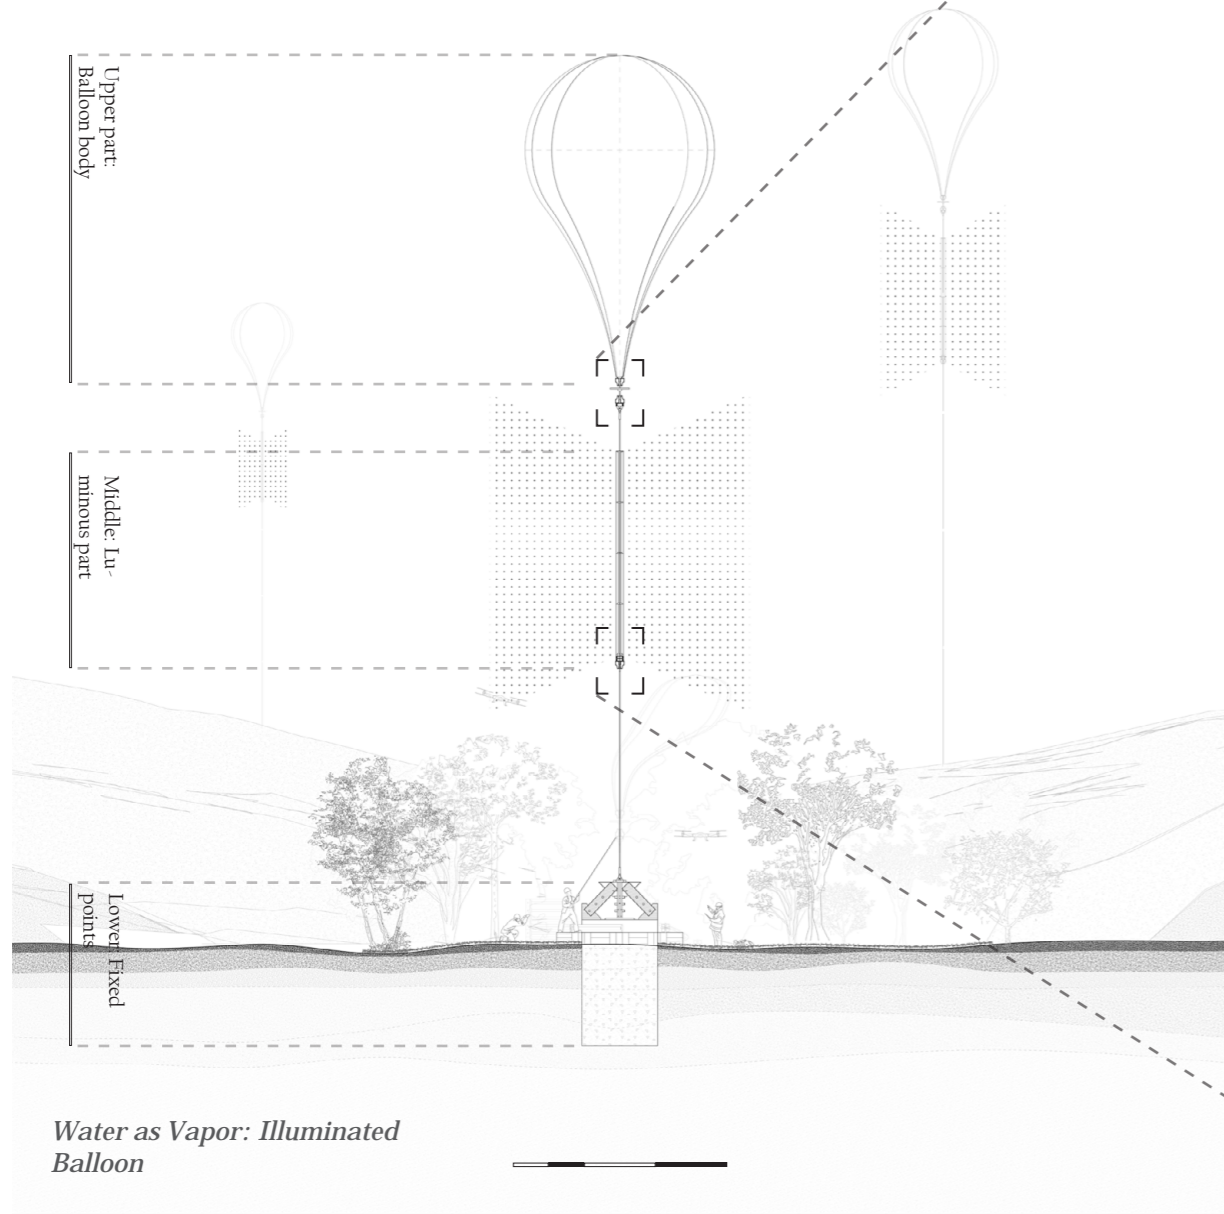 Upper part:
Balloon body
Middle: Lu-
minous part
Lower: Fixed
points
Water as Vapor: Illuminated
Balloon